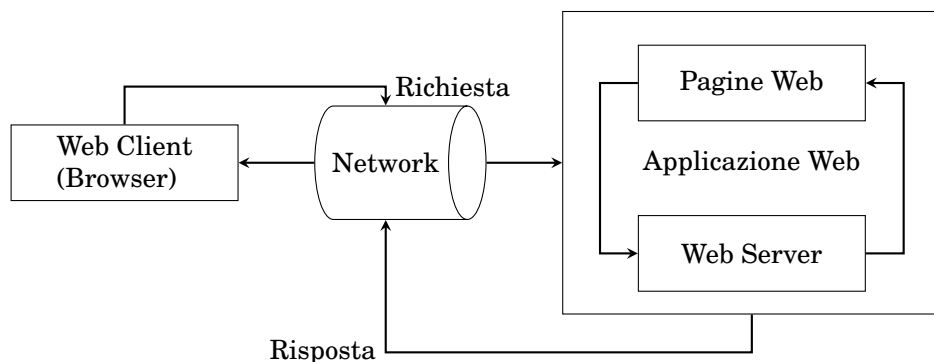 Richiesta
Pagine Web
Web Client
(Browser)
Network
Applicazione Web
Web Server
Risposta